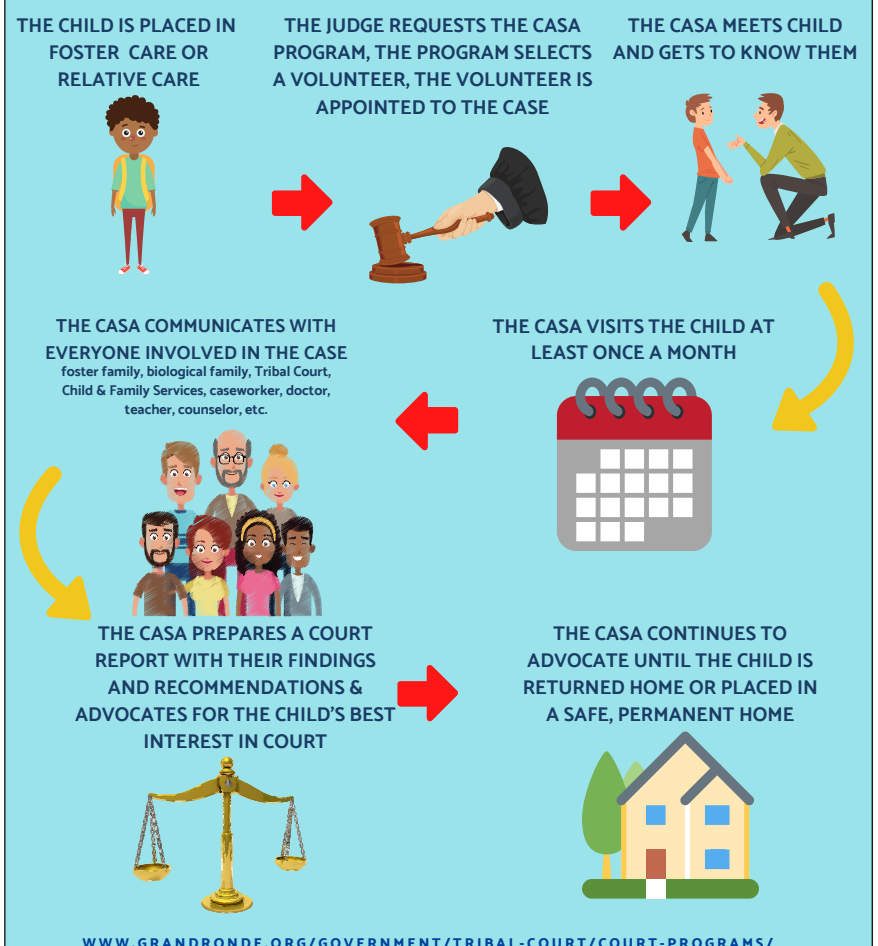 THE CHILD IS PLACED IN
FOSTER CARE OR
RELATIVE CARE
THE JUDGE REQUESTS THE CASA
PROGRAM, THE PROGRAM SELECTS
A VOLUNTEER, THE VOLUNTEER IS
APPOINTED TO THE CASE
THE CASA MEETS CHILD
AND GETS TO KNOW THEM
THE CASA VISITS THE CHILD AT
LEAST ONCE A MONTH
THE CASA COMMUNICATES WITH
EVERYONE INVOLVED IN THE CASE
foster family, biological family, Tribal Court,
Child & Family Services, caseworker, doctor,
teacher, counselor, etc.
THE CASA PREPARES A COURT
REPORT WITH THEIR FINDINGS
AND RECOMMENDATIONS &
ADVOCATES FOR THE CHILD'S BEST
INTEREST IN COURT
THE CASA CONTINUES TO
ADVOCATE UNTIL THE CHILD IS
RETURNED HOME OR PLACED IN
A SAFE, PERMANENT HOME
WWW.GRANDRONDE.ORG/GOVERNMENT/TRIBAL-COURT/COURT-PROGRAMS/